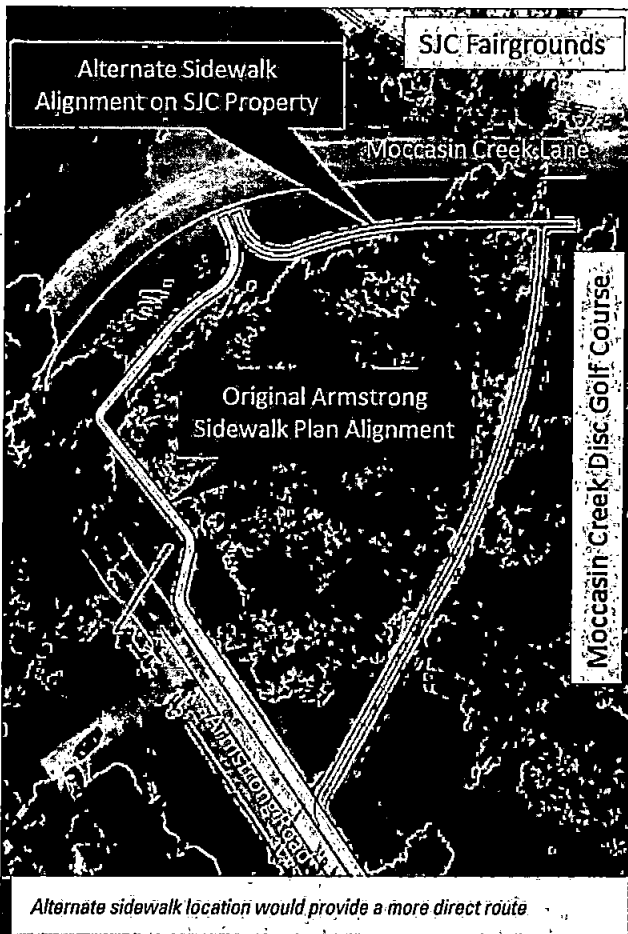 SJC Fairgrounds
Alternate Sidewalk
Alignment on SJC Property
Moccasin Creek Lane
Original Armstrong
Sidewalk Plan Alignment
Moccasin Creek Disc Golf Course
Armstrong Road
Alternate sidewalk location would provide a more direct route